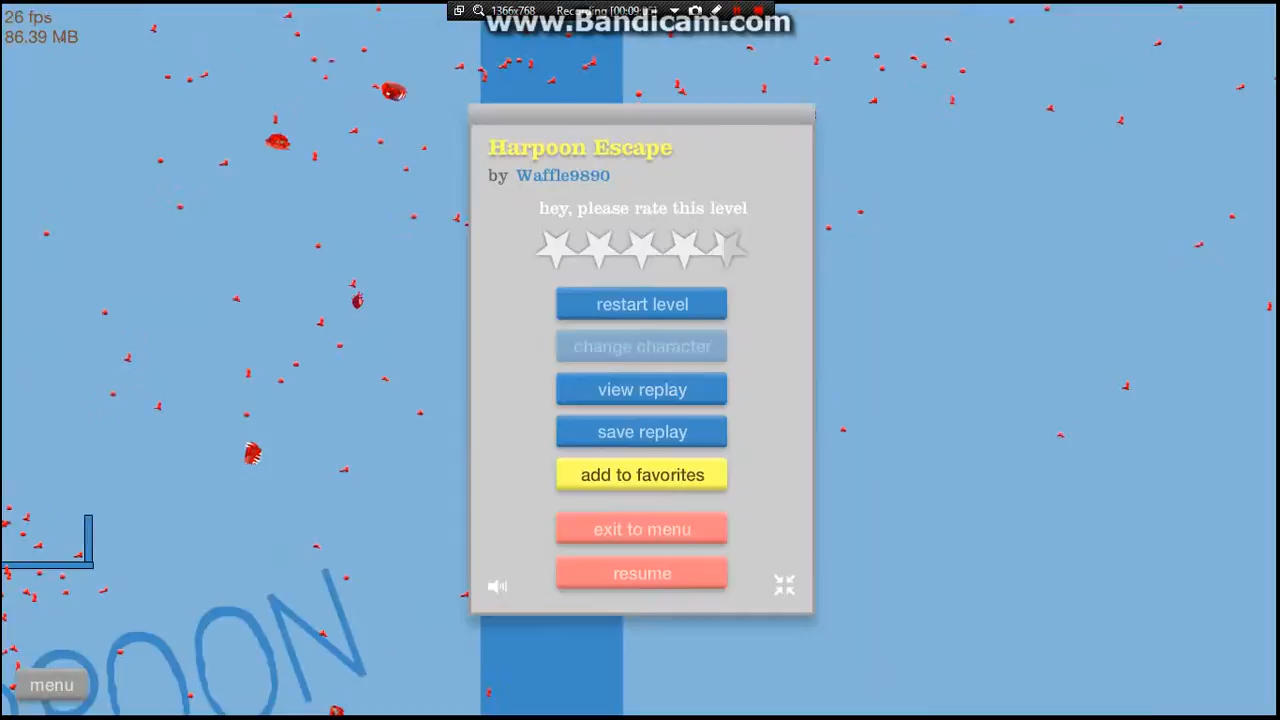 26 fps
86.39 MB
1366x768
www.Bandicam.com
Harpoon Escape
by Waffle9890
hey, please rate this level
restart level
change character
view replay
save replay
add to favorites
exit to menu
resume
menu